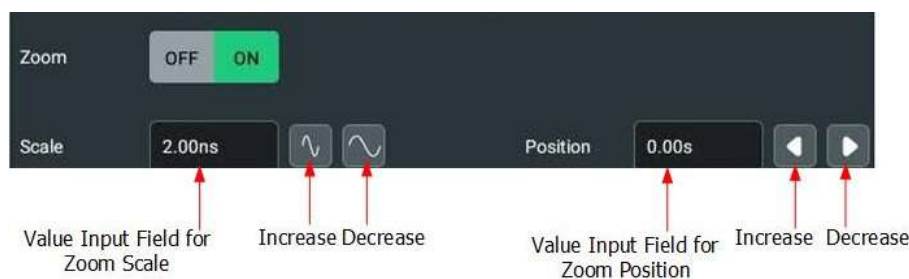 Zoom OFF ON
Scale 2.00ns Position 0.00s
Value Input Field for Zoom Scale
Increase Decrease
Value Input Field for Zoom Position
Increase Decrease